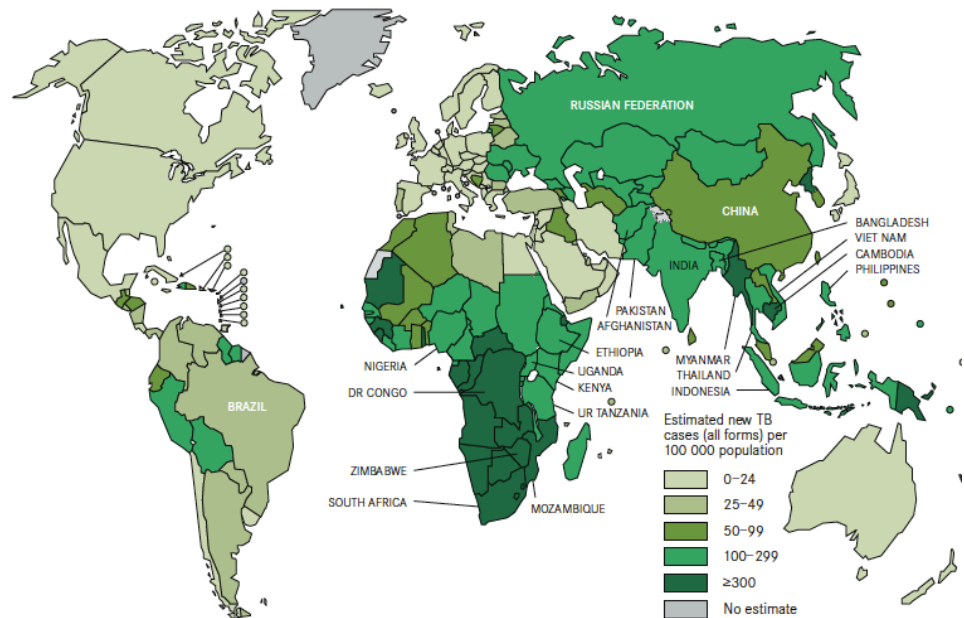 RUSSIAN FEDERATION
CHINA
BANGLADESH
VIET NAM
CAMBODIA
PHILIPPINES
INDIA
PAKISTAN
AFGHANISTAN
NIGERIA
ETHIOPIA
UGANDA
KENYA
DR CONGO
UR TANZANIA
MYANMAR
THAILAND
INDONESIA
BRAZIL
ZIMBABWE
SOUTH AFRICA
MOZAMBIQUE
Estimated new TB
cases (all forms) per
100 000 population
0–24
25–49
50–99
100–299
≥300
No estimate